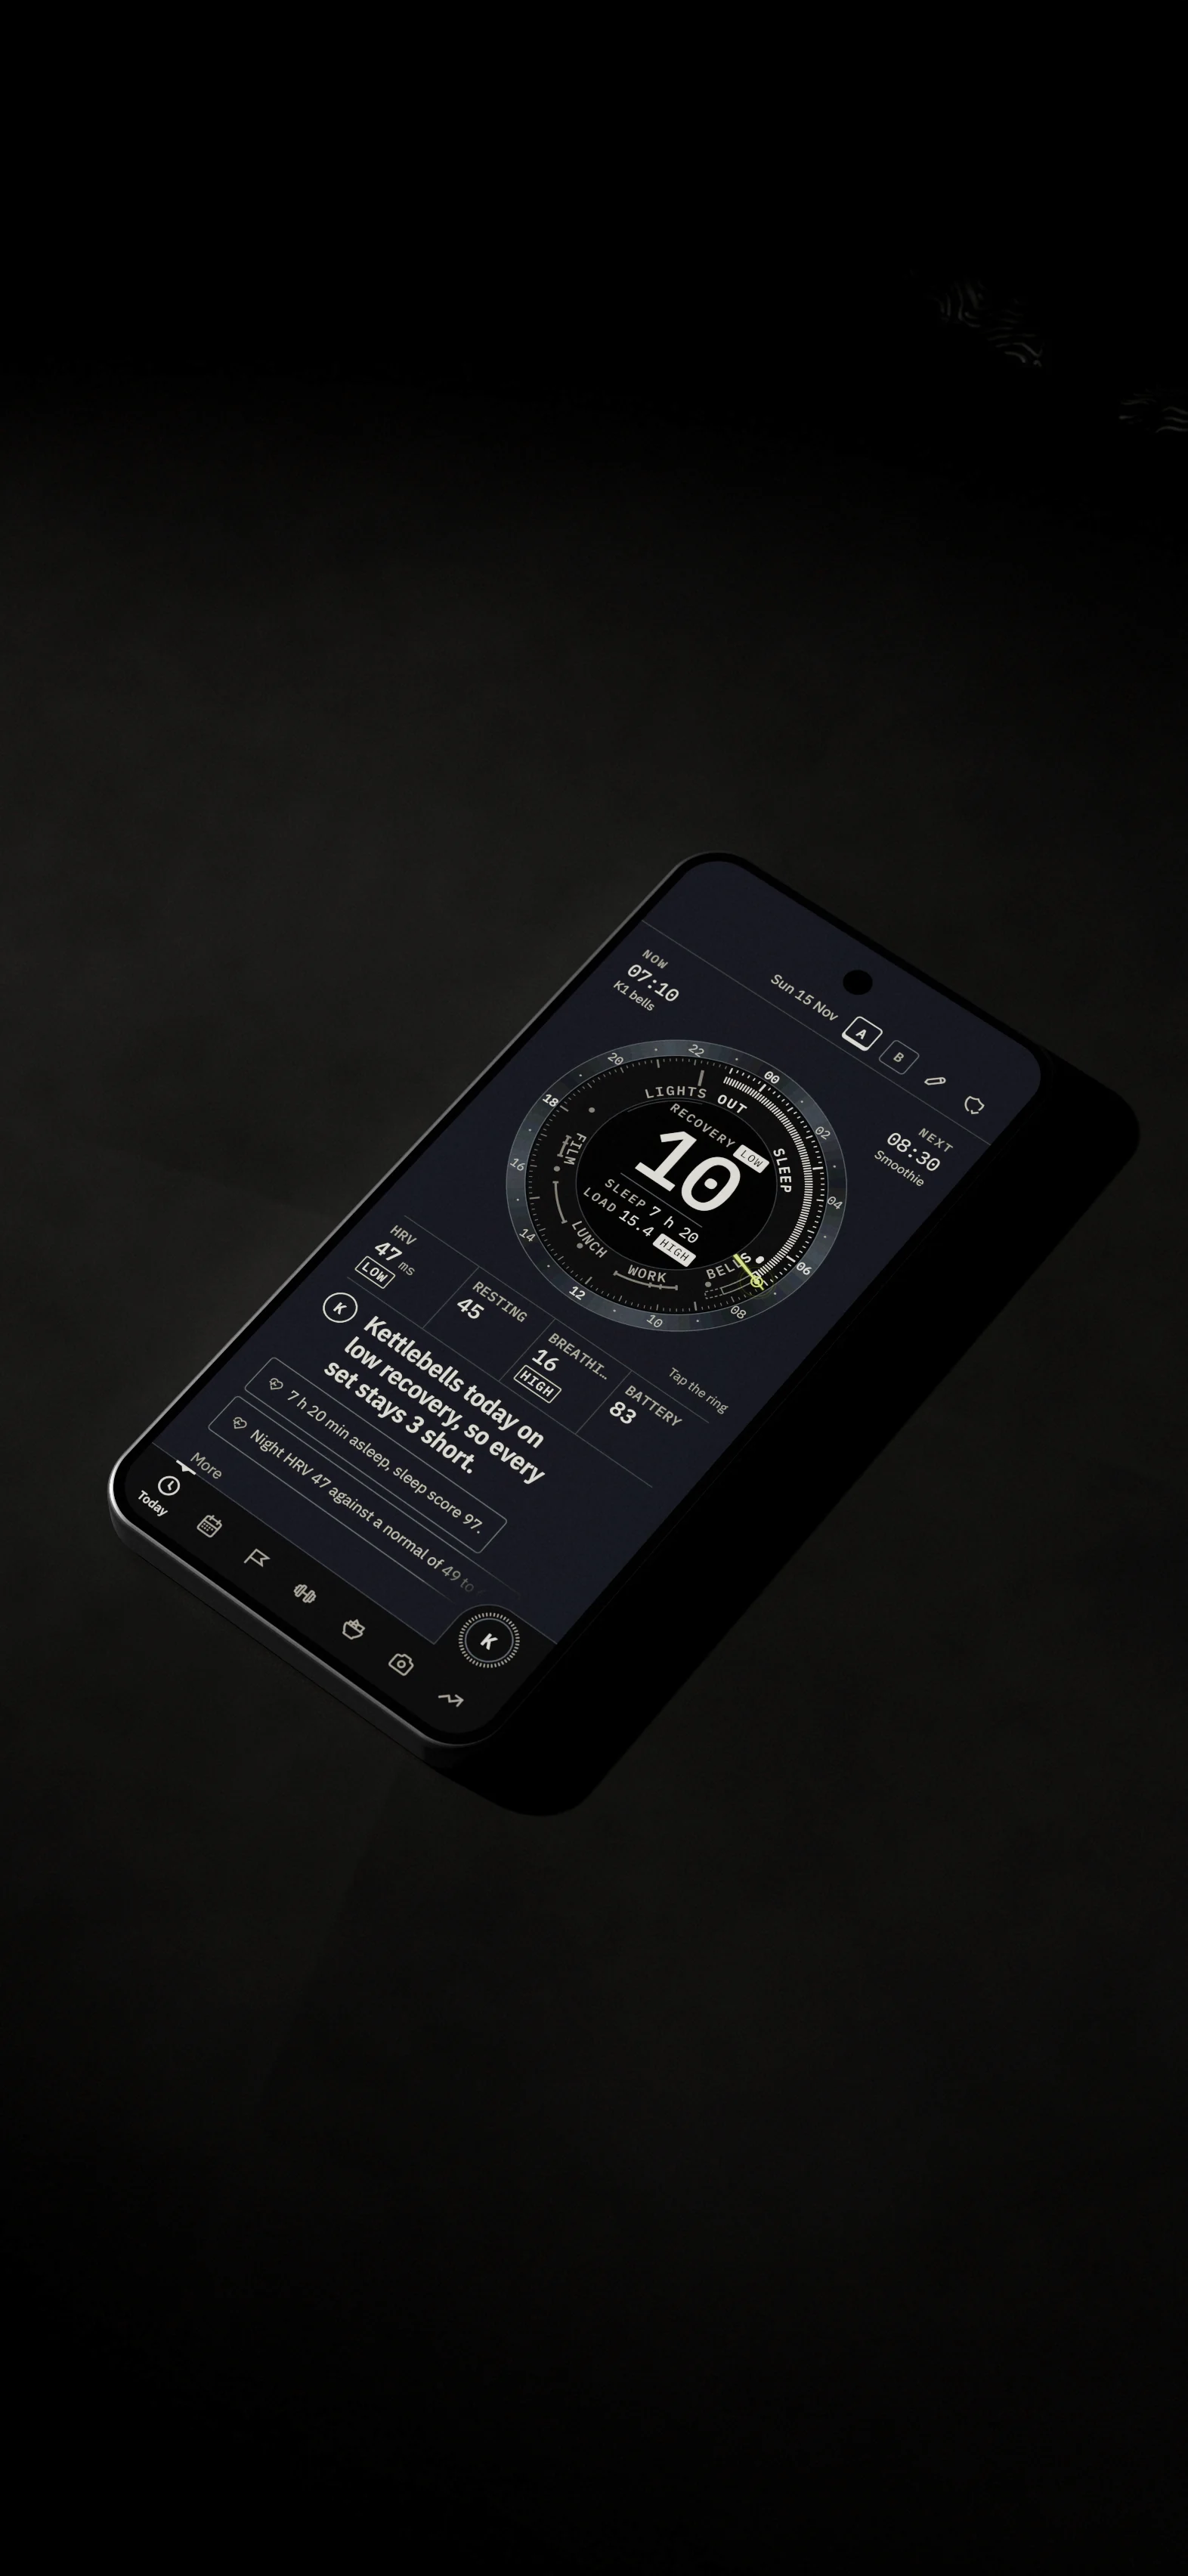 Sun 15 Nov
A
B
NOW
07:10
K1 bells
NEXT
08:30
Smoothie
22
00
02
04
06
08
10
12
14
16
18
20
LIGHTS OUT
SLEEP
BELLS
WORK
LUNCH
FILM
RECOVERY
LOW
10
SLEEP 7 h 20
LOAD 15.4 HIGH
Tap the ring
HRV
47 ms
LOW
RESTING
45
BREATHI…
16
HIGH
BATTERY
83
K
Kettlebells today on
low recovery, so every
set stays 3 short.
7 h 20 min asleep, sleep score 97.
Night HRV 47 against a normal of 49 to
More
Today
K